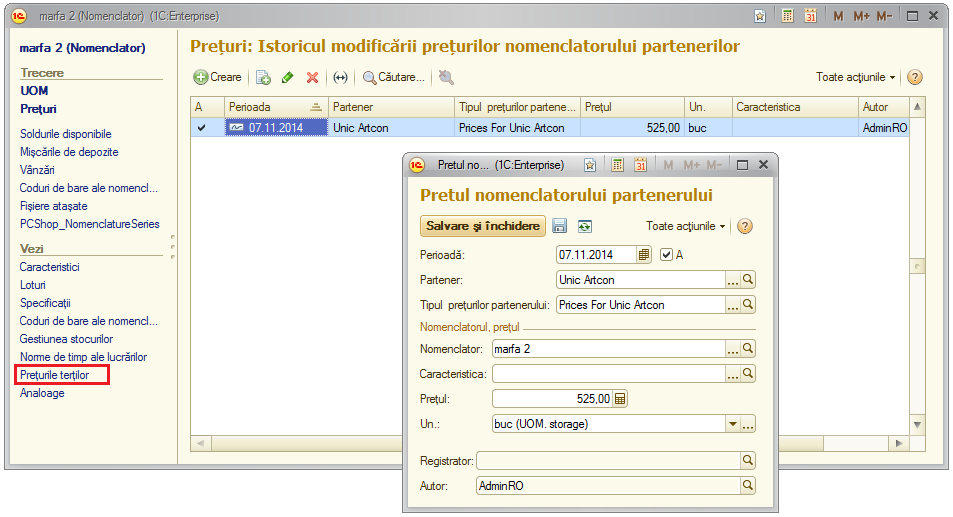 marfa 2 (Nomenclator) (1C:Enterprise)
M M+ M-
marfa 2 (Nomenclator)
Trecere
UOM
Prețuri
Soldurile disponibile
Mișcările de depozite
Vânzări
Coduri de bare ale nomencl...
Fișiere atașate
PCShop_NomenclatureSeries
Vezi
Caracteristici
Loturi
Specificații
Coduri de bare ale nomencl...
Gestiunea stocurilor
Norme de timp ale lucrărilor
Prețurile terților
Analoage
Prețuri: Istoricul modificării prețurilor nomenclatorului partenerilor
Creare Căutare... Toate acțiunile
A Perioada Partener Tipul prețurilor partene... Prețul Un. Caracteristica Autor
07.11.2014 Unic Artcon Prices For Unic Artcon 525,00 buc AdminRO
Pretul no... (1C:Enterprise) M M+ M-
Pretul nomenclatorului partenerului
Salvare și închidere Toate acțiunile
Perioadă: 07.11.2014 A
Partener: Unic Artcon
Tipul prețurilor partenerului: Prices For Unic Artcon
Nomenclatorul, prețul
Nomenclator: marfa 2
Caracteristica:
Prețul: 525,00
Un.: buc (UOM. storage)
Registrator:
Autor: AdminRO